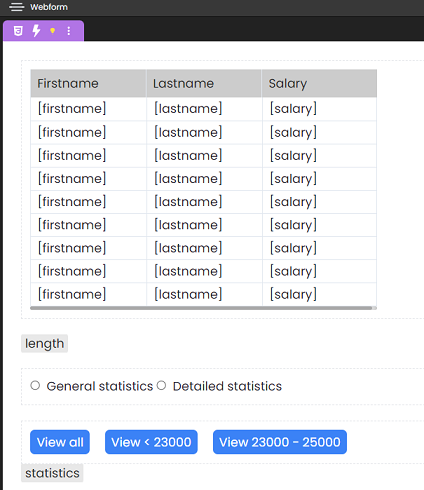 Webform
Firstname Lastname Salary
[firstname] [lastname] [salary]
[firstname] [lastname] [salary]
[firstname] [lastname] [salary]
[firstname] [lastname] [salary]
[firstname] [lastname] [salary]
[firstname] [lastname] [salary]
[firstname] [lastname] [salary]
[firstname] [lastname] [salary]
[firstname] [lastname] [salary]
length
General statistics Detailed statistics
View all View < 23000 View 23000 - 25000
statistics